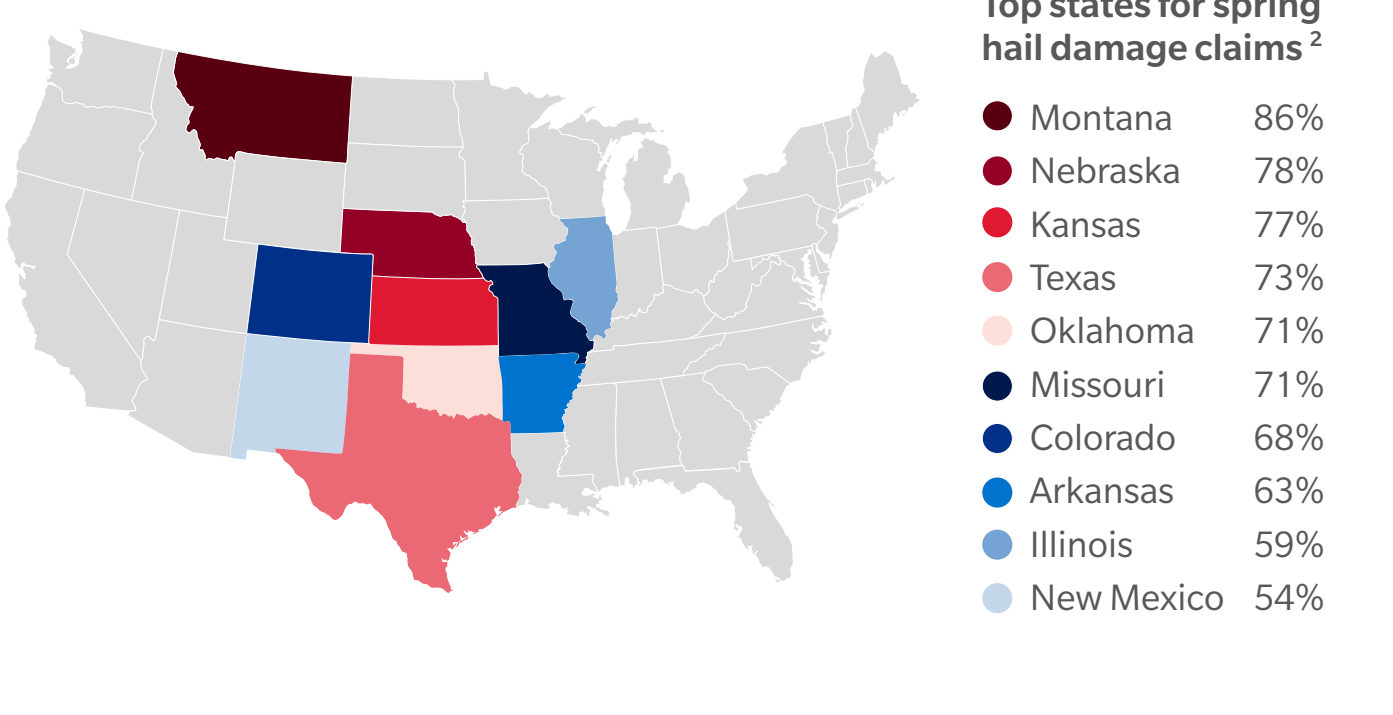 Top states for spring
hail damage claims 2
Montana 86%
Nebraska 78%
Kansas 77%
Texas 73%
Oklahoma 71%
Missouri 71%
Colorado 68%
Arkansas 63%
Illinois 59%
New Mexico 54%